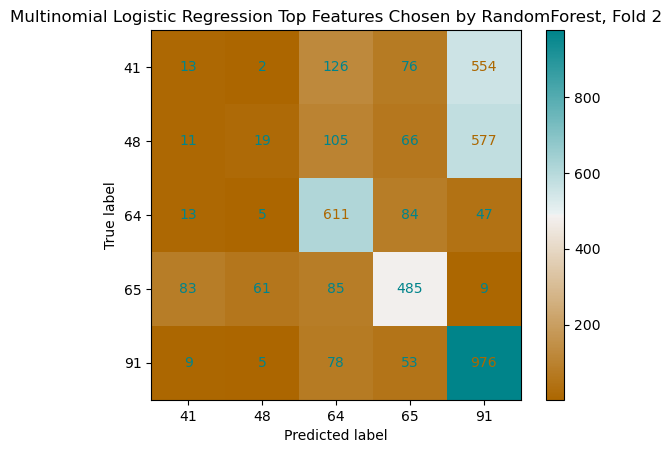 Multinomial Logistic Regression Top Features Chosen by RandomForest, Fold 2
41 13 2 126 76 554
48 11 19 105 66 577
64 13 5 611 84 47
65 83 61 85 485 9
91 9 5 78 53 976
41 48 64 65 91
Predicted label
True label
800
600
400
200